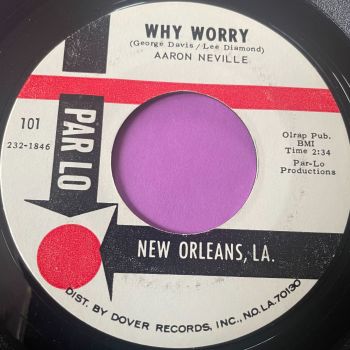 WHY WORRY
(George Davis/Lee Diamond)
AARON NEVILLE
101
232-1846
PAR LO
Olrap Pub.
BMI
Time 2:34
Par-Lo
Productions
NEW ORLEANS, LA.
DIST. BY DOVER RECORDS, INC., N.O. LA. 70130